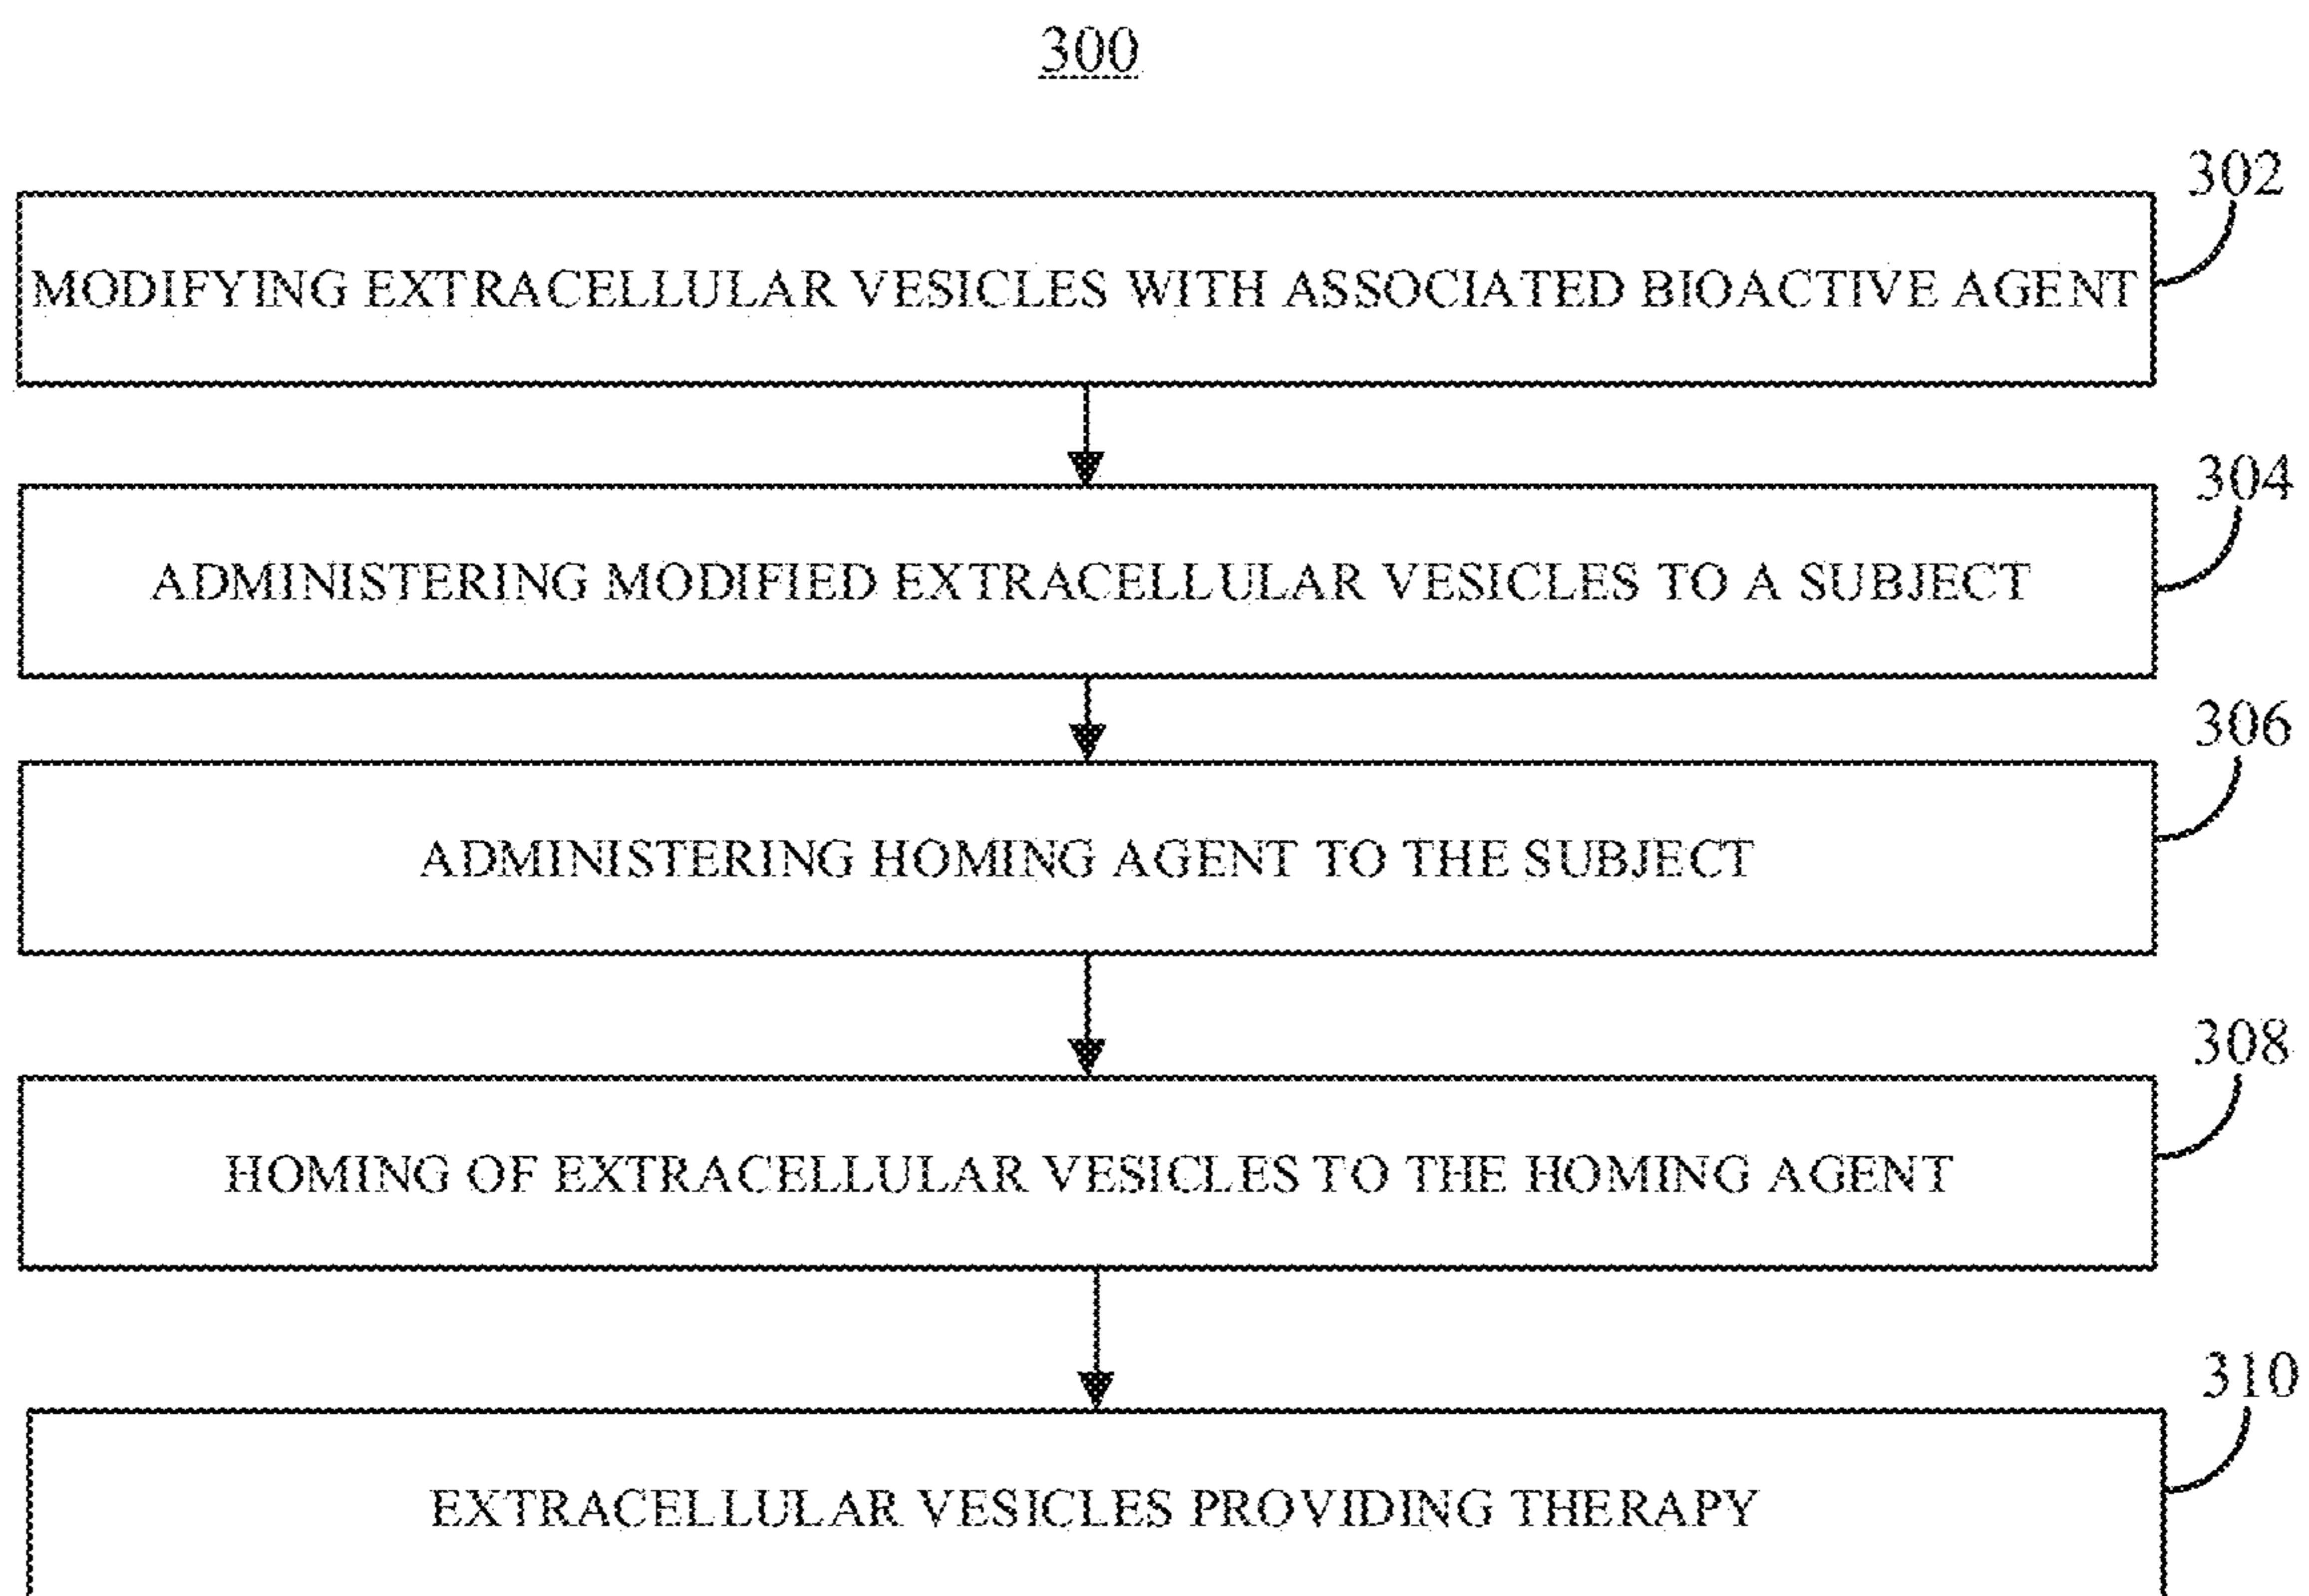 300
302
MODIFYING EXTRACELLULAR VESICLES WITH ASSOCIATED BIOACTIVE AGENT
304
ADMINISTERING MODIFIED EXTRACELLULAR VESICLES TO A SUBJECT
306
ADMINISTERING HOMING AGENT TO THE SUBJECT
308
HOMING OF EXTRACELLULAR VESICLES TO THE HOMING AGENT
310
EXTRACELLULAR VESICLES PROVIDING THERAPY